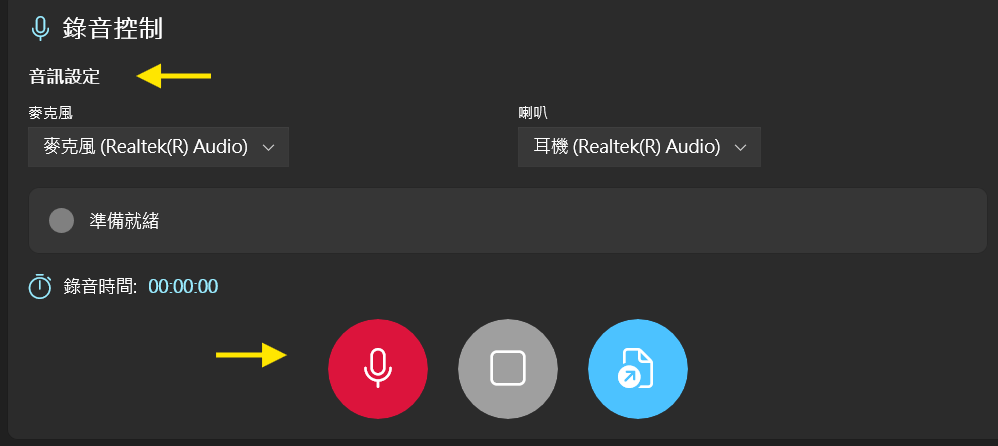 錄音控制
音訊設定
麥克風
喇叭
麥克風 (Realtek(R) Audio)
耳機 (Realtek(R) Audio)
準備就緒
錄音時間: 00:00:00